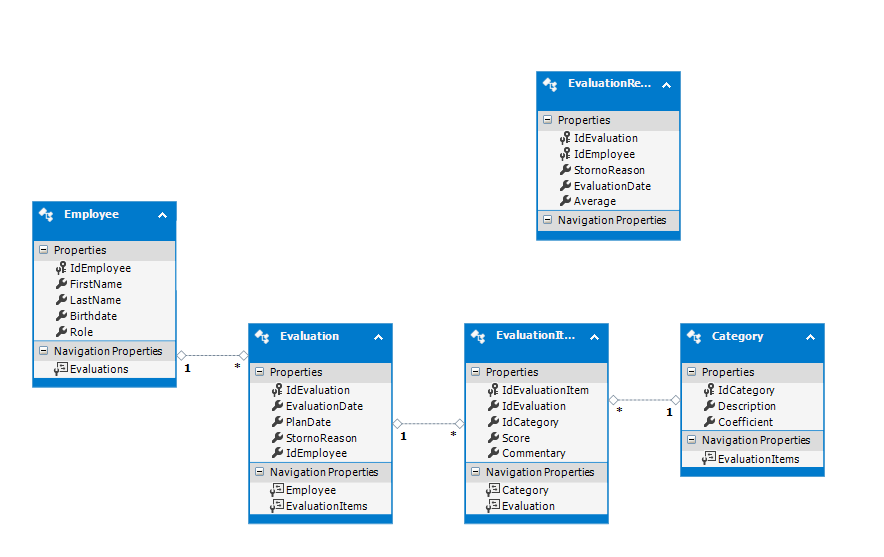 EvaluationRe...
Properties
IdEvaluation
IdEmployee
StornoReason
EvaluationDate
Average
Navigation Properties
Employee
Properties
IdEmployee
FirstName
LastName
Birthdate
Role
Navigation Properties
Evaluations
1
*
Evaluation
Properties
IdEvaluation
EvaluationDate
PlanDate
StornoReason
IdEmployee
Navigation Properties
Employee
EvaluationItems
1
*
EvaluationIt...
Properties
IdEvaluationItem
IdEvaluation
IdCategory
Score
Commentary
Navigation Properties
Category
Evaluation
*
1
Category
Properties
IdCategory
Description
Coefficient
Navigation Properties
EvaluationItems